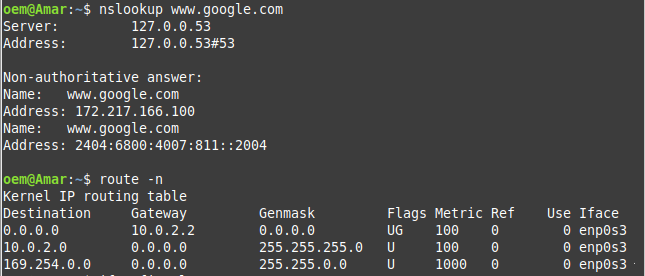 oem@Amar:~$ nslookup www.google.com
Server:         127.0.0.53
Address:        127.0.0.53#53

Non-authoritative answer:
Name:   www.google.com
Address: 172.217.166.100
Name:   www.google.com
Address: 2404:6800:4007:811::2004

oem@Amar:~$ route -n
Kernel IP routing table
Destination     Gateway         Genmask         Flags Metric Ref    Use Iface
0.0.0.0         10.0.2.2        0.0.0.0         UG    100    0        0 enp0s3
10.0.2.0        0.0.0.0         255.255.255.0   U     100    0        0 enp0s3
169.254.0.0     0.0.0.0         255.255.0.0     U     1000   0        0 enp0s3